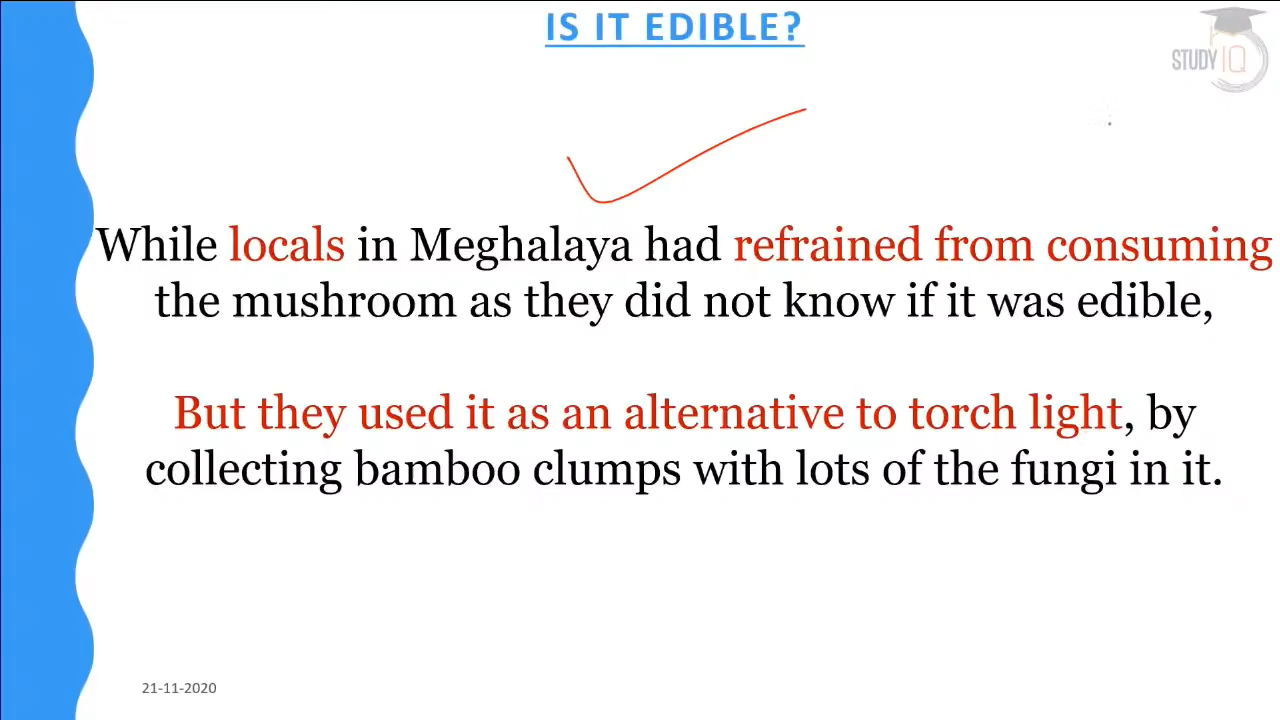 IS IT EDIBLE?
STUDY IQ
While locals in Meghalaya had refrained from consuming
the mushroom as they did not know if it was edible,
But they used it as an alternative to torch light, by
collecting bamboo clumps with lots of the fungi in it.
21-11-2020